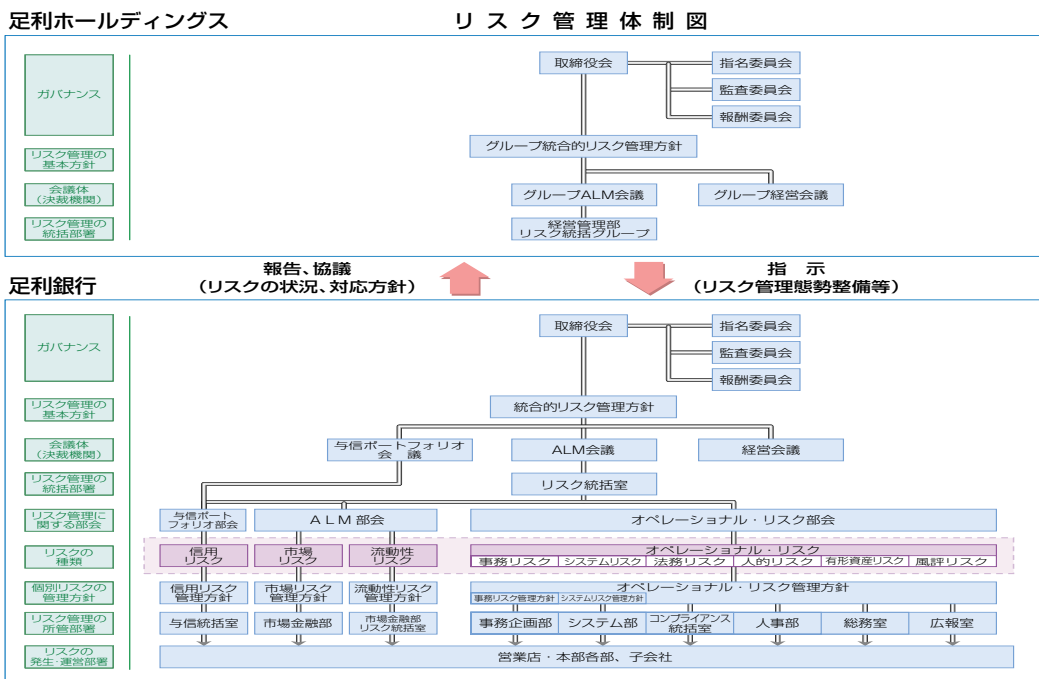 足利ホールディングス
リスク管理体制図
ガバナンス
取締役会
指名委員会
監査委員会
報酬委員会
リスク管理の
基本方針
グループ統合的リスク管理方針
会議体
(決裁機関)
グループALM会議
グループ経営会議
リスク管理の
統括部署
経営管理部
リスク統括グループ
報告、協議
(リスクの状況、対応方針)
指示
(リスク管理態勢整備等)
足利銀行
ガバナンス
取締役会
指名委員会
監査委員会
報酬委員会
リスク管理の
基本方針
統合的リスク管理方針
会議体
(決裁機関)
与信ポートフォリオ
会議
ALM会議
経営会議
リスク管理の
統括部署
リスク統括室
リスク管理に
関する部会
与信ポート
フォリオ部会
ALM部会
オペレーショナル・リスク部会
リスクの
種類
信用
リスク
市場
リスク
流動性
リスク
オペレーショナル・リスク
事務リスク
システムリスク
法務リスク
人的リスク
有形資産リスク
風評リスク
個別リスクの
管理方針
信用リスク
管理方針
市場リスク
管理方針
流動性リスク
管理方針
オペレーショナル・リスク管理方針
事務リスク管理方針
システムリスク管理方針
リスク管理の
所管部署
与信統括室
市場金融部
市場金融部
リスク統括室
事務企画部
システム部
コンプライアンス
統括室
人事部
総務室
広報室
リスクの
発生・運営部署
営業店・本部各部、子会社